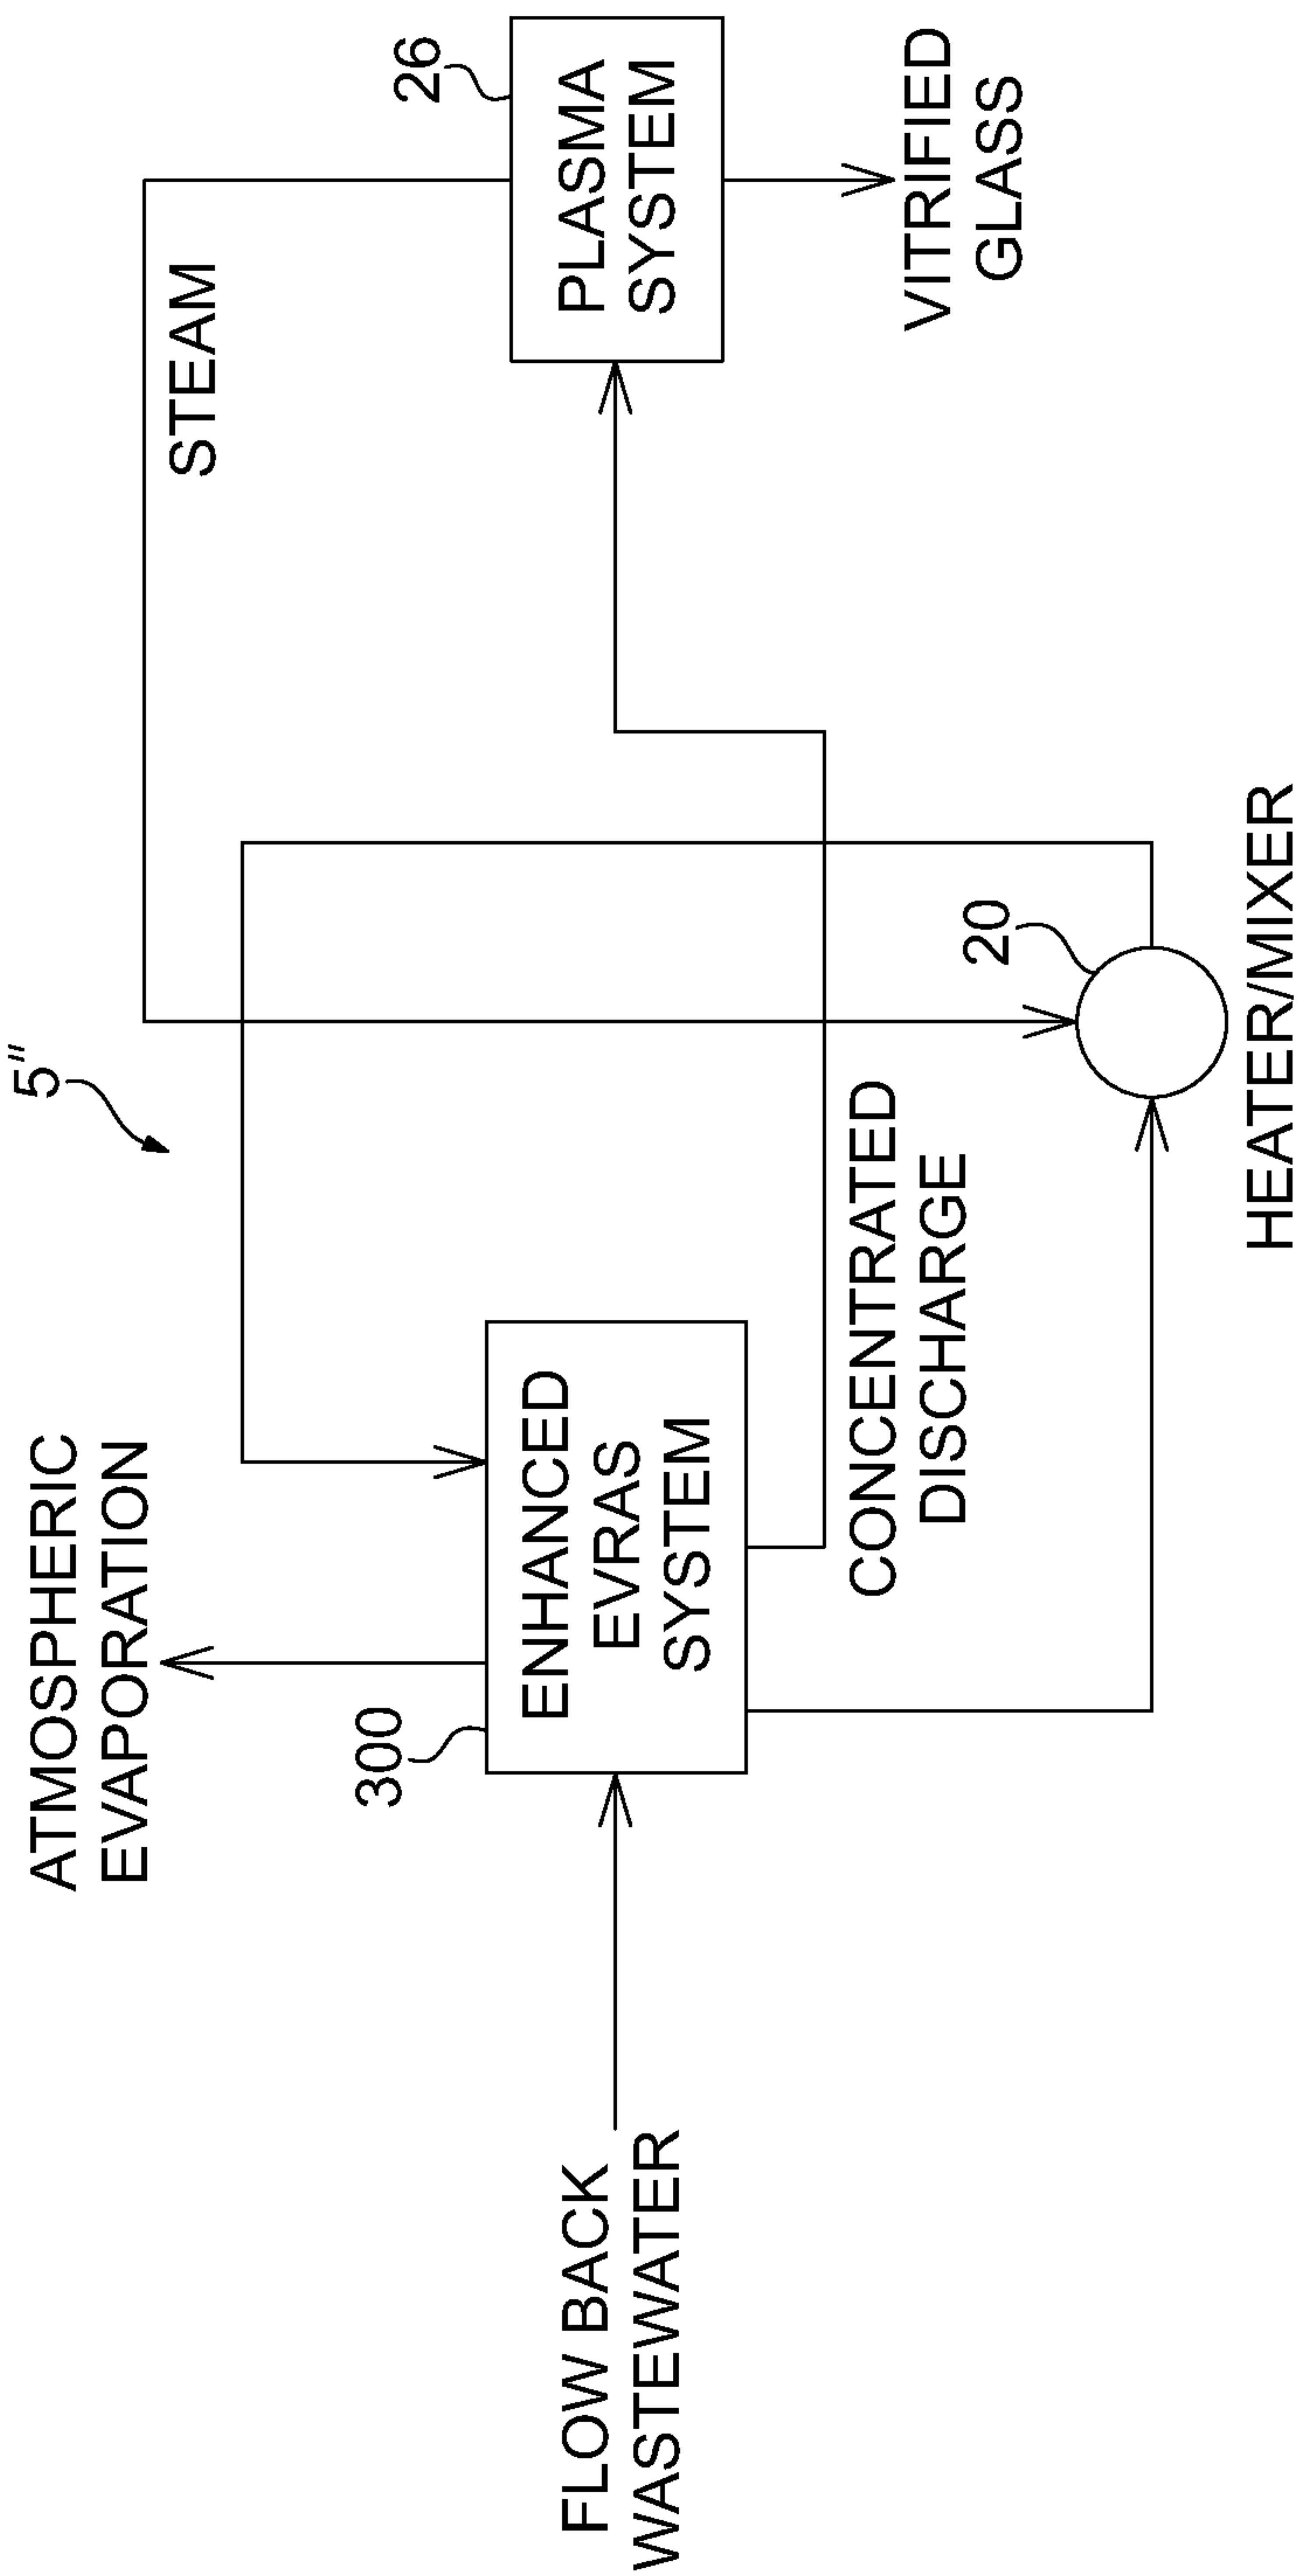 5"
ATMOSPHERIC
EVAPORATION
STEAM
300
ENHANCED
EVRAS
SYSTEM
26
PLASMA
SYSTEM
FLOW BACK
WASTEWATER
CONCENTRATED
DISCHARGE
20
VITRIFIED
GLASS
HEATER/MIXER